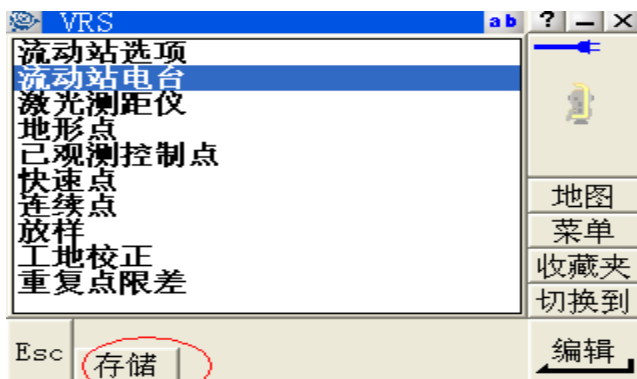 VRS
ab ? — ×
流动站选项
流动站电台
激光测距仪
地形点
已观测控制点
快速点
连续点
放样
工地校正
重复点限差
地图
菜单
收藏夹
切换到
Esc
存储
编辑